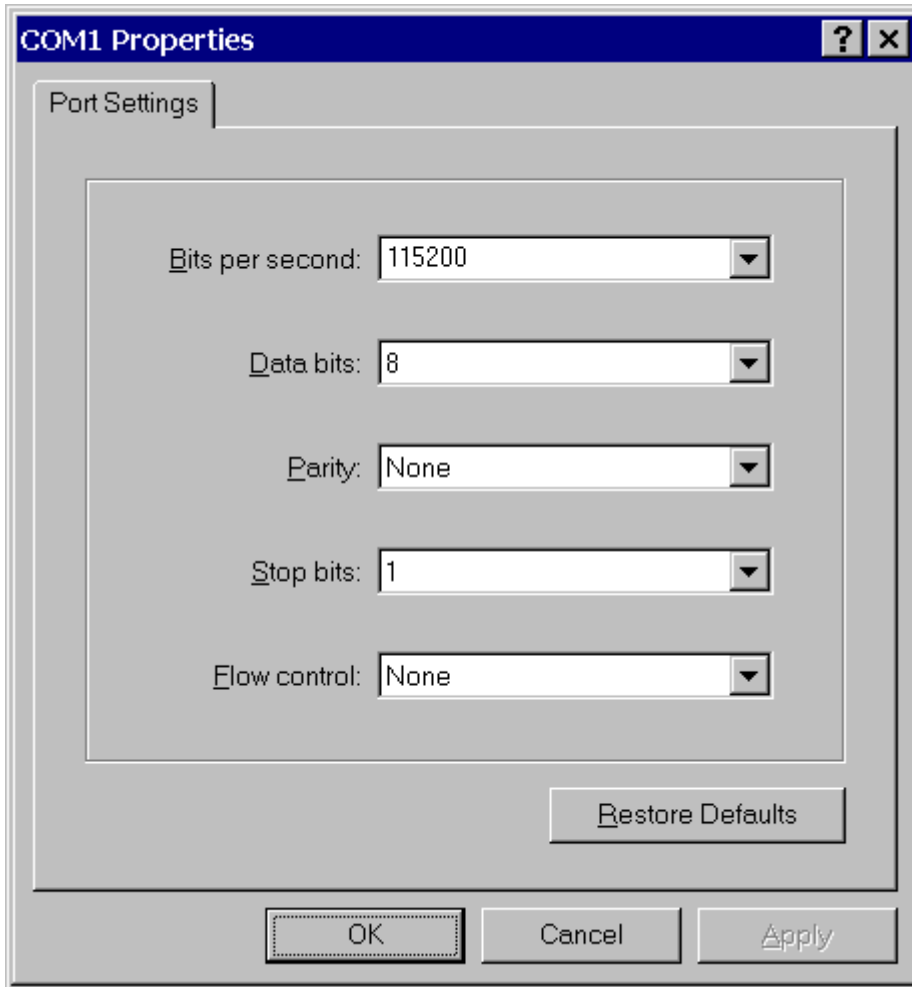 COM1 Properties
Port Settings
Bits per second: 115200
Data bits: 8
Parity: None
Stop bits: 1
Flow control: None
Restore Defaults
OK Cancel Apply